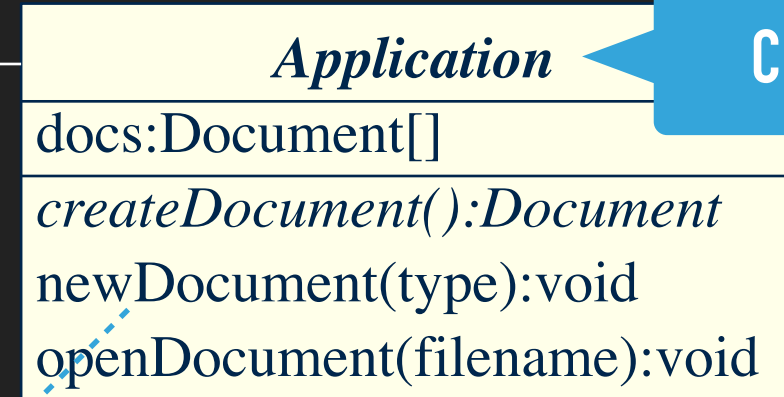 Application
C
docs:Document[]
createDocument():Document
newDocument(type):void
openDocument(filename):void